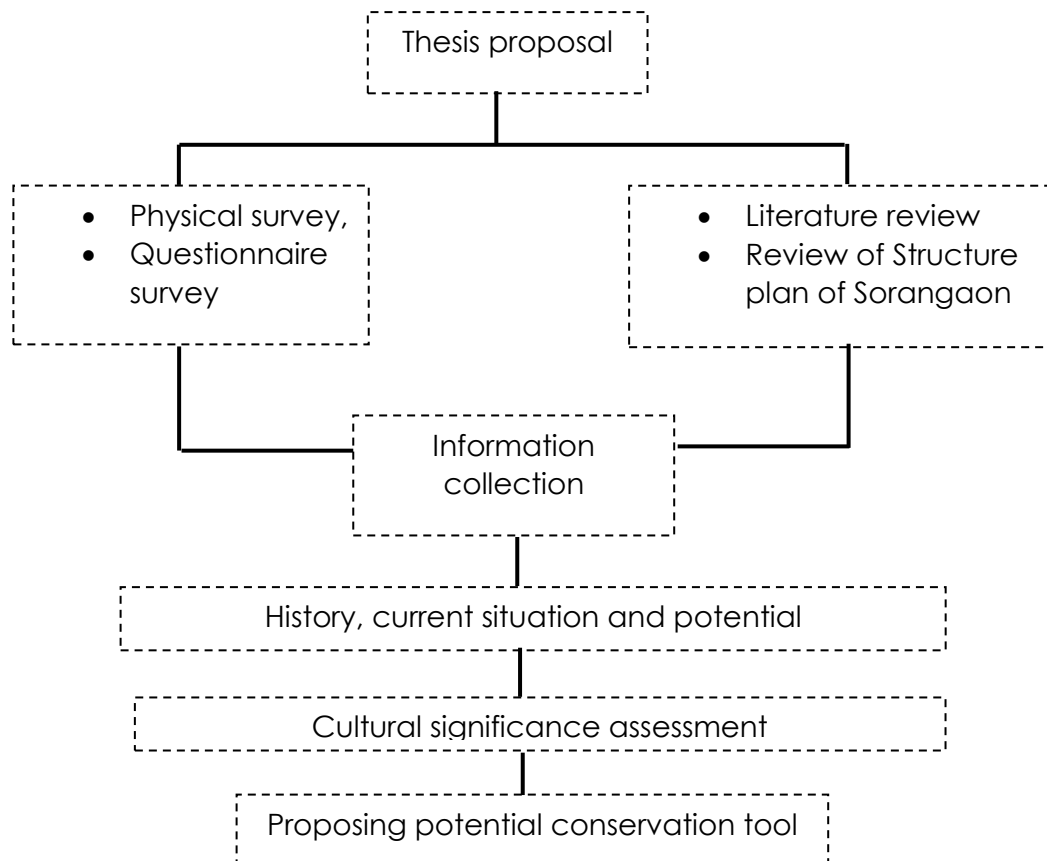 Thesis proposal
• Physical survey,
• Questionnaire
survey
• Literature review
• Review of Structure
plan of Sorangaon
Information
collection
History, current situation and potential
Cultural significance assessment
Proposing potential conservation tool